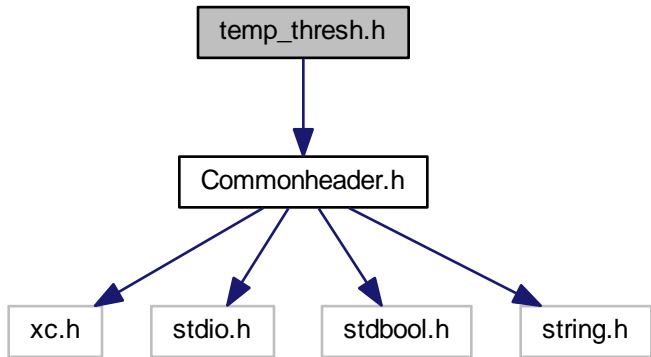 temp_thresh.h
Commonheader.h
xc.h
stdio.h
stdbool.h
string.h